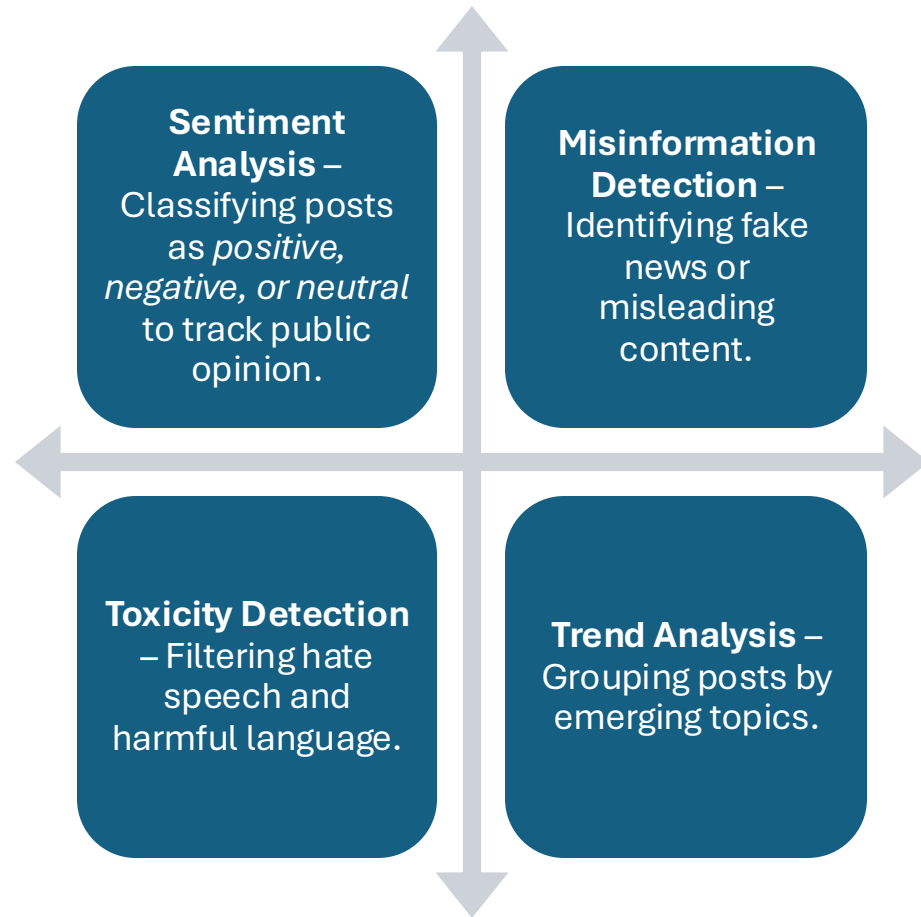 Sentiment
Analysis –
Classifying posts
as positive,
negative, or neutral
to track public
opinion.
Misinformation
Detection –
Identifying fake
news or
misleading
content.
Toxicity Detection
– Filtering hate
speech and
harmful language.
Trend Analysis –
Grouping posts by
emerging topics.